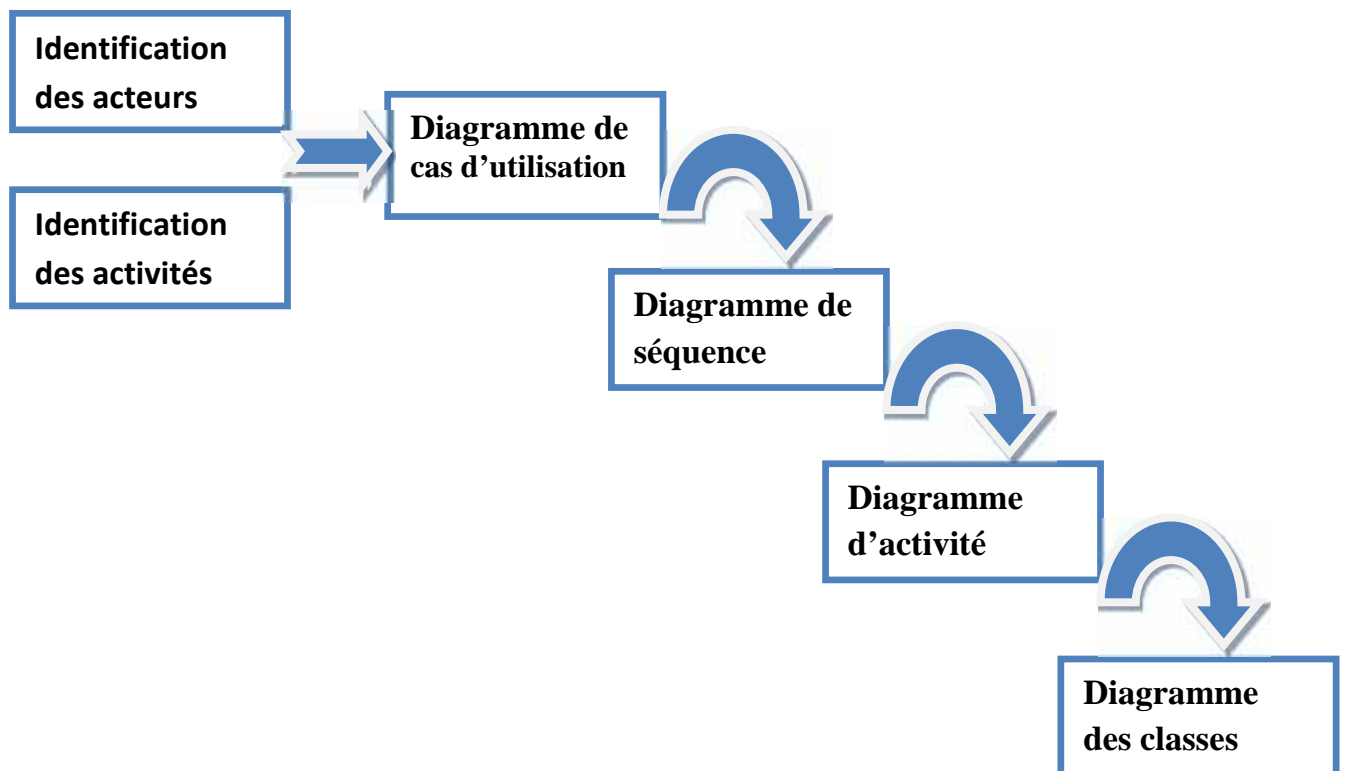 Identification
des acteurs
Identification
des activités
Diagramme de
cas d’utilisation
Diagramme de
séquence
Diagramme
d’activité
Diagramme
des classes